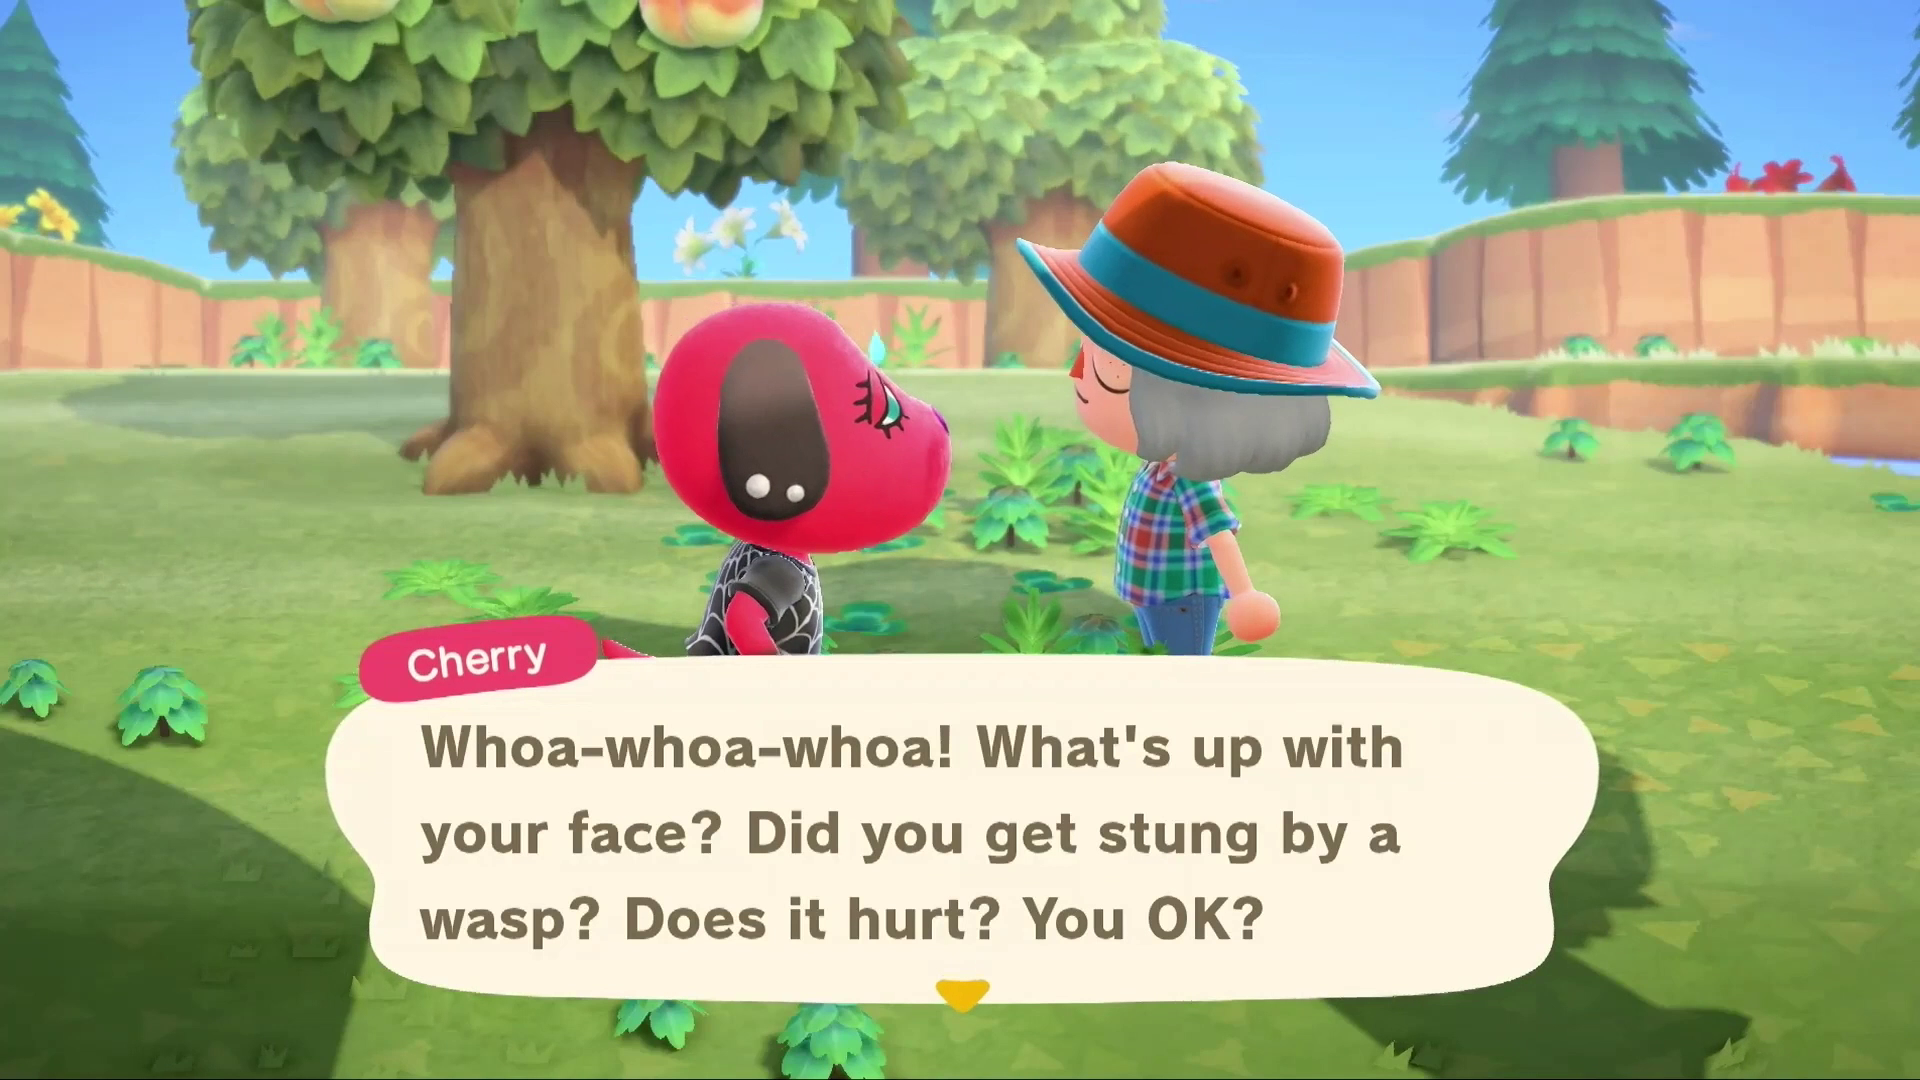 Cherry
Whoa-whoa-whoa! What's up with
your face? Did you get stung by a
wasp? Does it hurt? You OK?